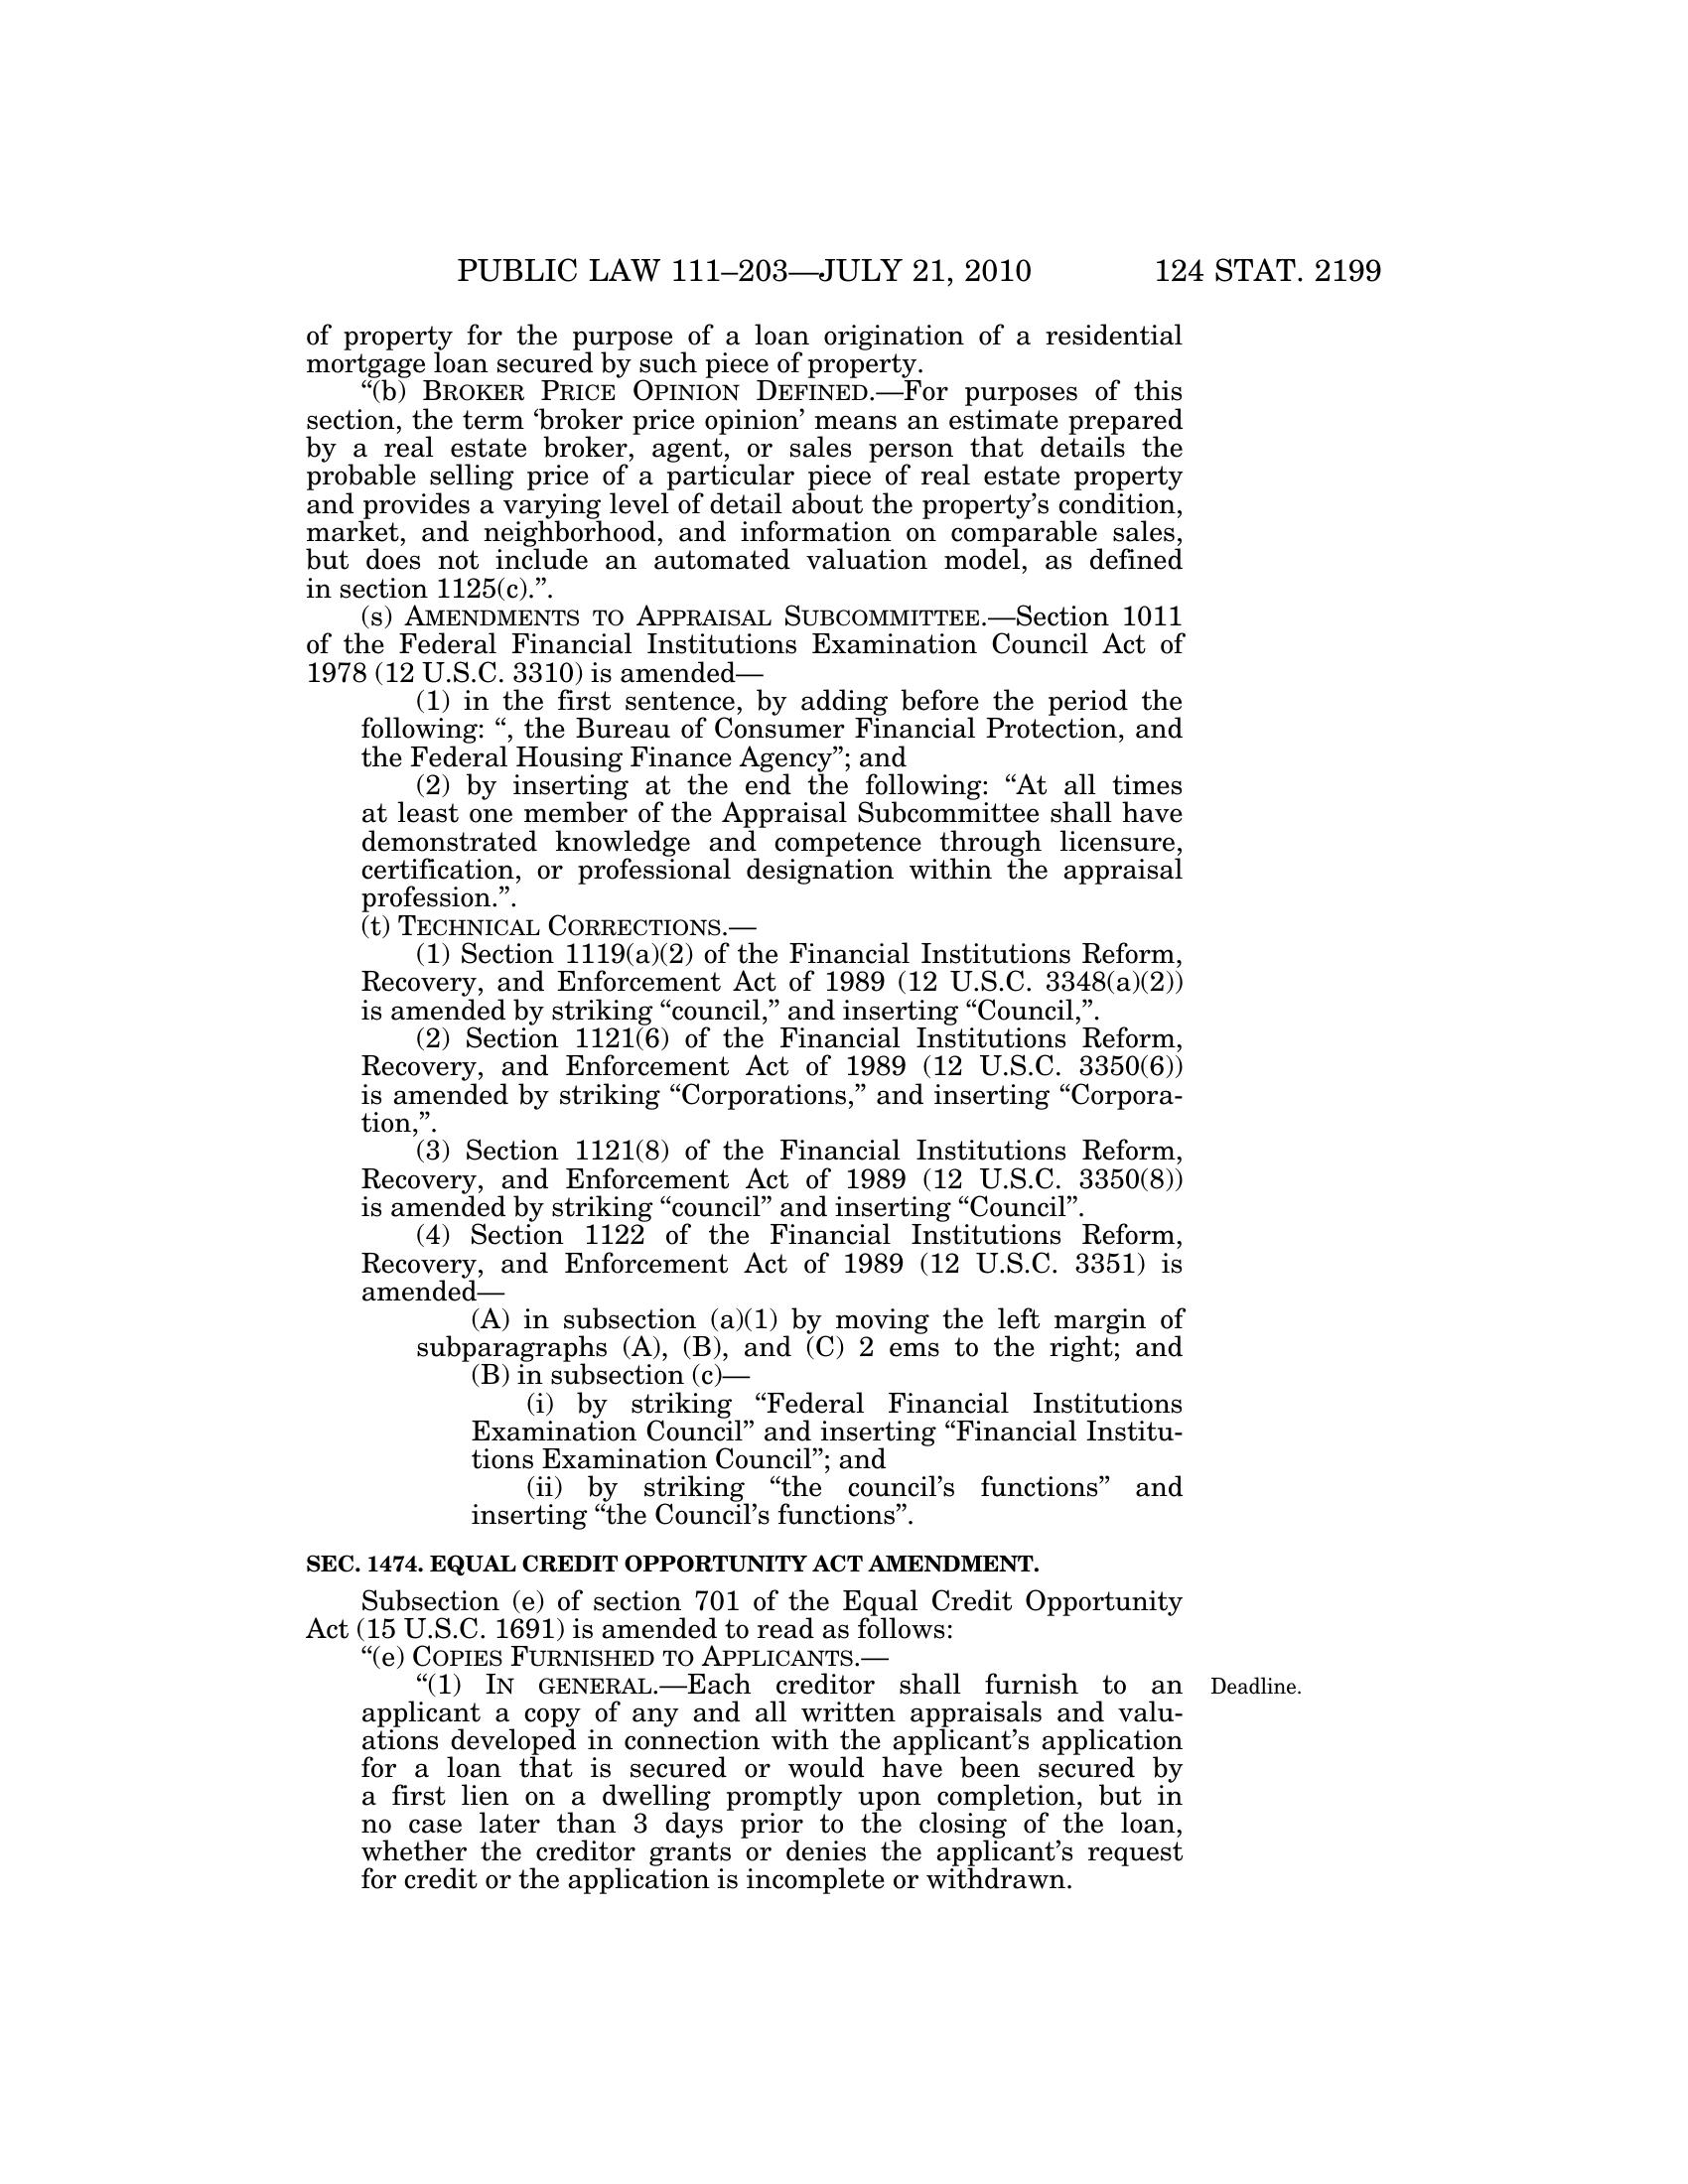 PUBLIC LAW 111–203—JULY 21, 2010 124 STAT. 2199
of property for the purpose of a loan origination of a residential
mortgage loan secured by such piece of property.
“(b) BROKER PRICE OPINION DEFINED.—For purposes of this
section, the term ‘broker price opinion’ means an estimate prepared
by a real estate broker, agent, or sales person that details the
probable selling price of a particular piece of real estate property
and provides a varying level of detail about the property’s condition,
market, and neighborhood, and information on comparable sales,
but does not include an automated valuation model, as defined
in section 1125(c).”.
(s) AMENDMENTS TO APPRAISAL SUBCOMMITTEE.—Section 1011
of the Federal Financial Institutions Examination Council Act of
1978 (12 U.S.C. 3310) is amended—
(1) in the first sentence, by adding before the period the
following: “, the Bureau of Consumer Financial Protection, and
the Federal Housing Finance Agency”; and
(2) by inserting at the end the following: “At all times
at least one member of the Appraisal Subcommittee shall have
demonstrated knowledge and competence through licensure,
certification, or professional designation within the appraisal
profession.”.
(t) TECHNICAL CORRECTIONS.—
(1) Section 1119(a)(2) of the Financial Institutions Reform,
Recovery, and Enforcement Act of 1989 (12 U.S.C. 3348(a)(2))
is amended by striking “council,” and inserting “Council,”.
(2) Section 1121(6) of the Financial Institutions Reform,
Recovery, and Enforcement Act of 1989 (12 U.S.C. 3350(6))
is amended by striking “Corporations,” and inserting “Corpora-
tion,”.
(3) Section 1121(8) of the Financial Institutions Reform,
Recovery, and Enforcement Act of 1989 (12 U.S.C. 3350(8))
is amended by striking “council” and inserting “Council”.
(4) Section 1122 of the Financial Institutions Reform,
Recovery, and Enforcement Act of 1989 (12 U.S.C. 3351) is
amended—
(A) in subsection (a)(1) by moving the left margin of
subparagraphs (A), (B), and (C) 2 ems to the right; and
(B) in subsection (c)—
(i) by striking “Federal Financial Institutions
Examination Council” and inserting “Financial Institu-
tions Examination Council”; and
(ii) by striking “the council’s functions” and
inserting “the Council’s functions”.
SEC. 1474. EQUAL CREDIT OPPORTUNITY ACT AMENDMENT.
Subsection (e) of section 701 of the Equal Credit Opportunity
Act (15 U.S.C. 1691) is amended to read as follows:
“(e) COPIES FURNISHED TO APPLICANTS.—
“(1) IN GENERAL.—Each creditor shall furnish to an Deadline.
applicant a copy of any and all written appraisals and valu-
ations developed in connection with the applicant’s application
for a loan that is secured or would have been secured by
a first lien on a dwelling promptly upon completion, but in
no case later than 3 days prior to the closing of the loan,
whether the creditor grants or denies the applicant’s request
for credit or the application is incomplete or withdrawn.